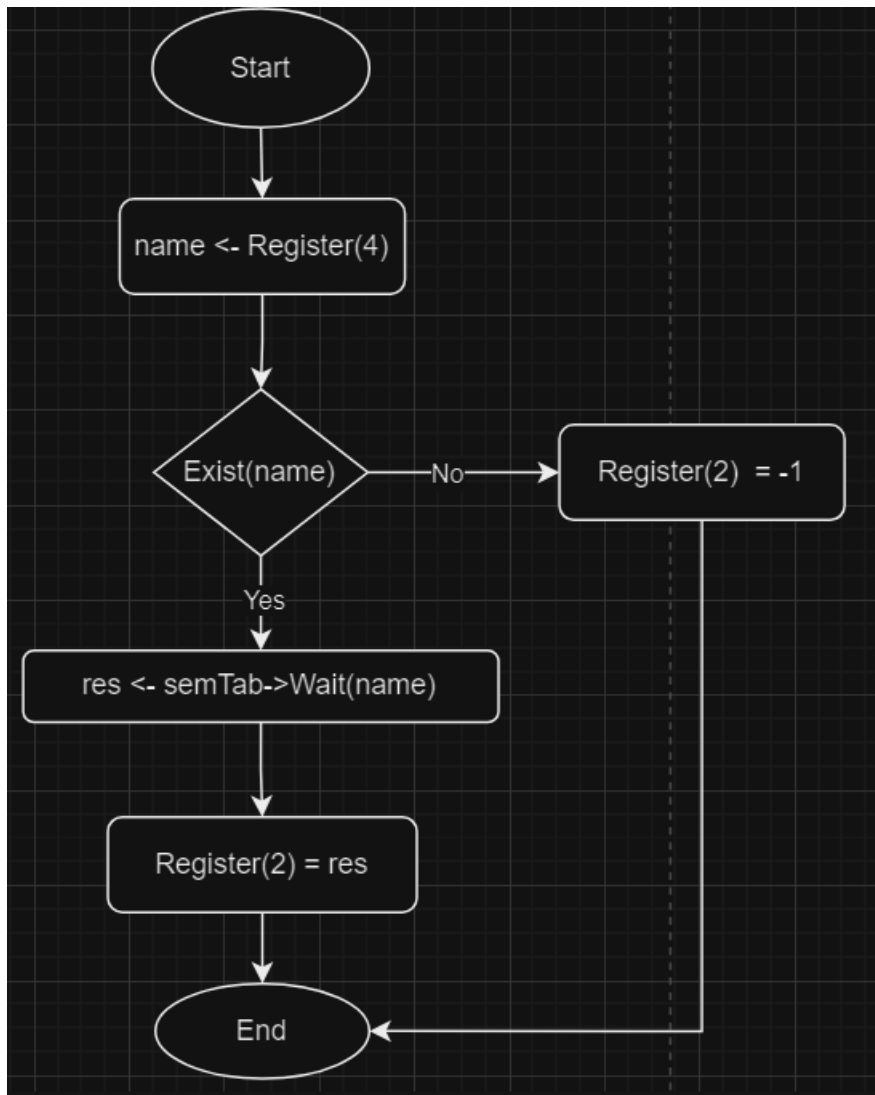 Start
name <- Register(4)
Exist(name)
No
Register(2)  = -1
Yes
res <- semTab->Wait(name)
Register(2) = res
End